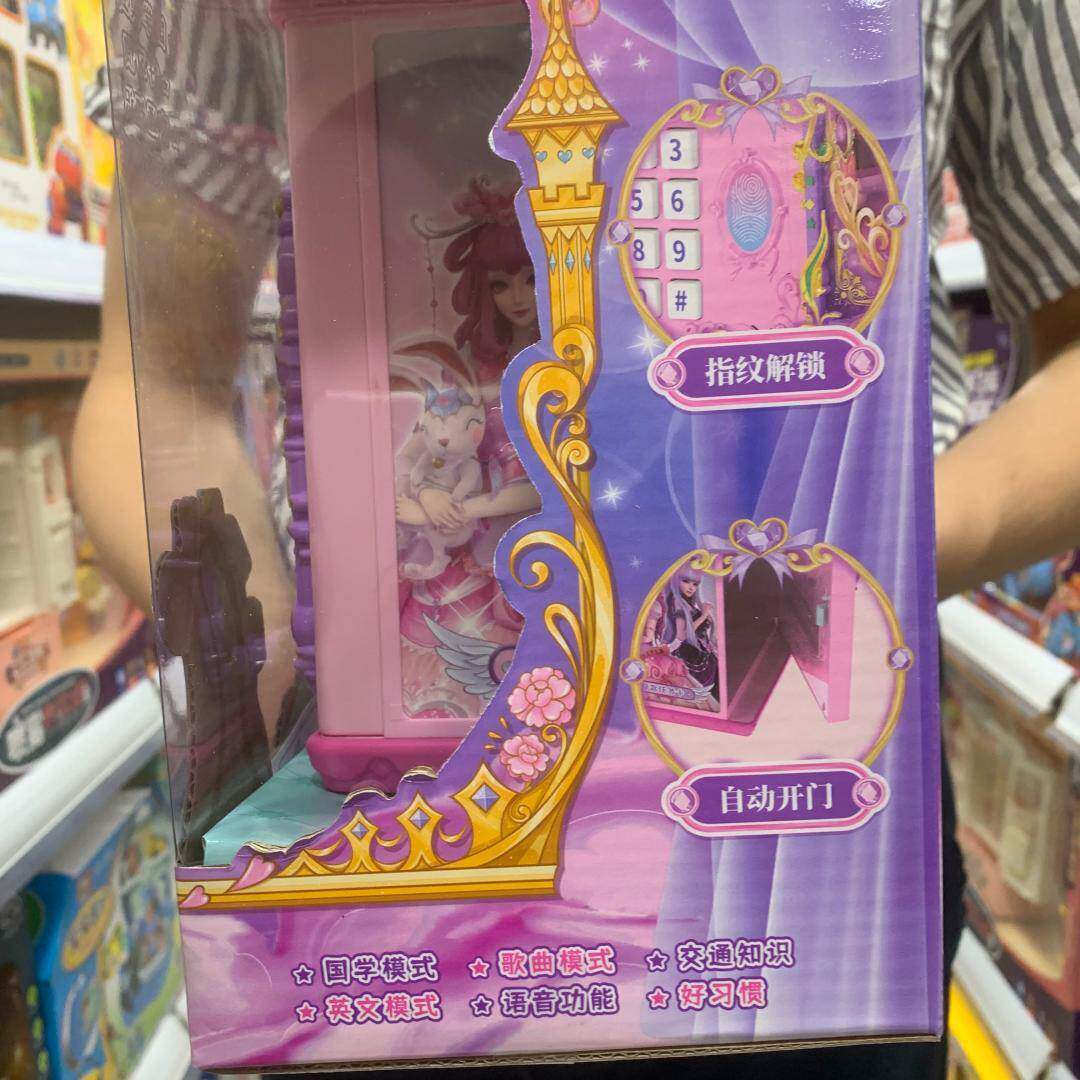 3
5 6
8 9
#
指纹解锁
自动开门
★ 国学模式 ★ 歌曲模式 ★ 交通知识
★ 英文模式 ★ 语音功能 ★ 好习惯